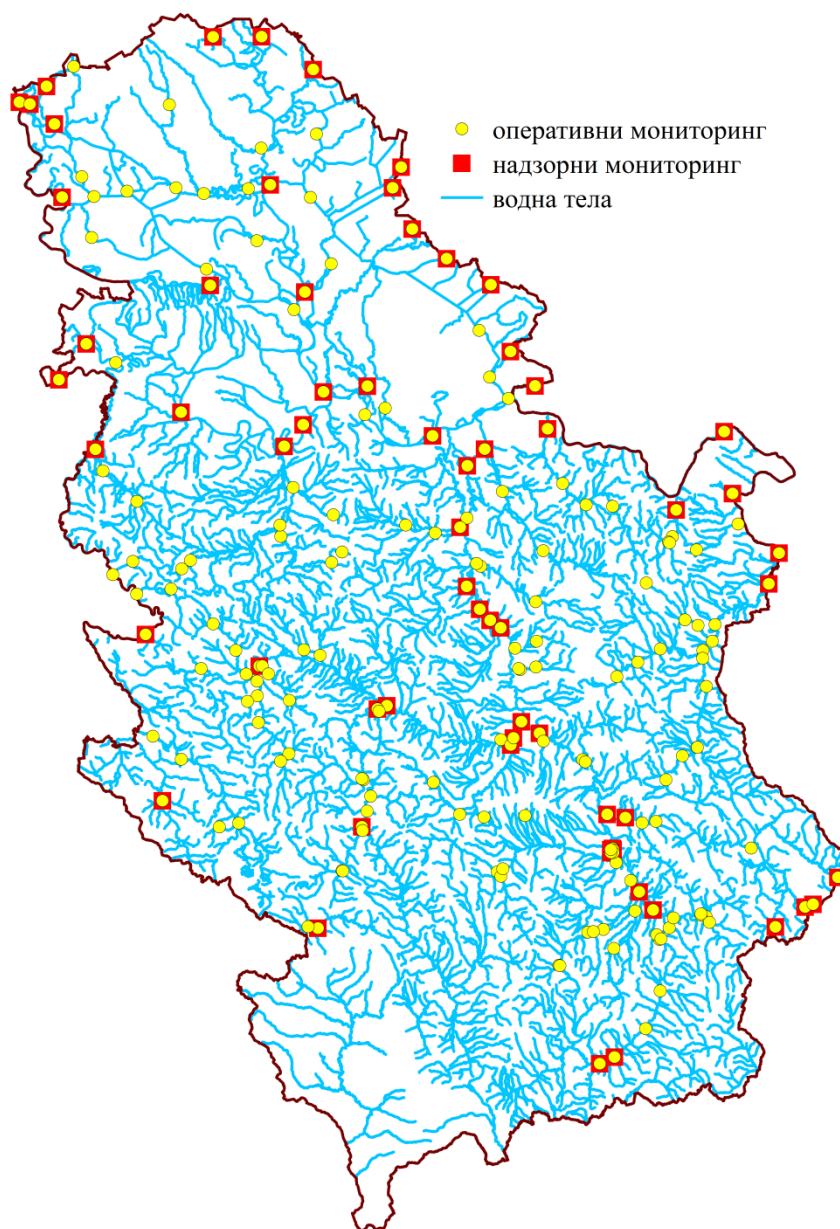 оперативни мониторинг
надзорни мониторинг
водна тела